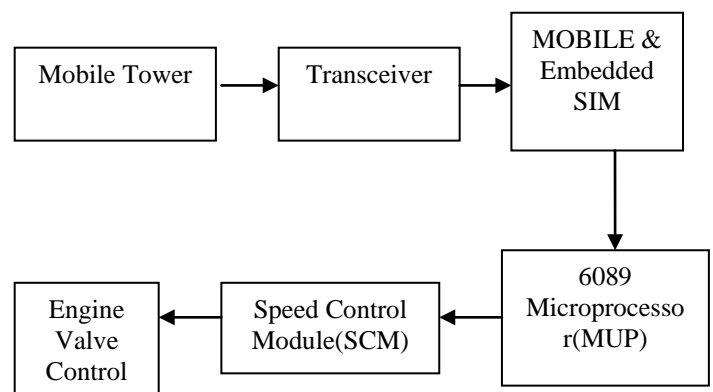 Mobile Tower
Transceiver
MOBILE &
Embedded
SIM
6089
Microprocesso
r(MUP)
Speed Control
Module(SCM)
Engine
Valve
Control